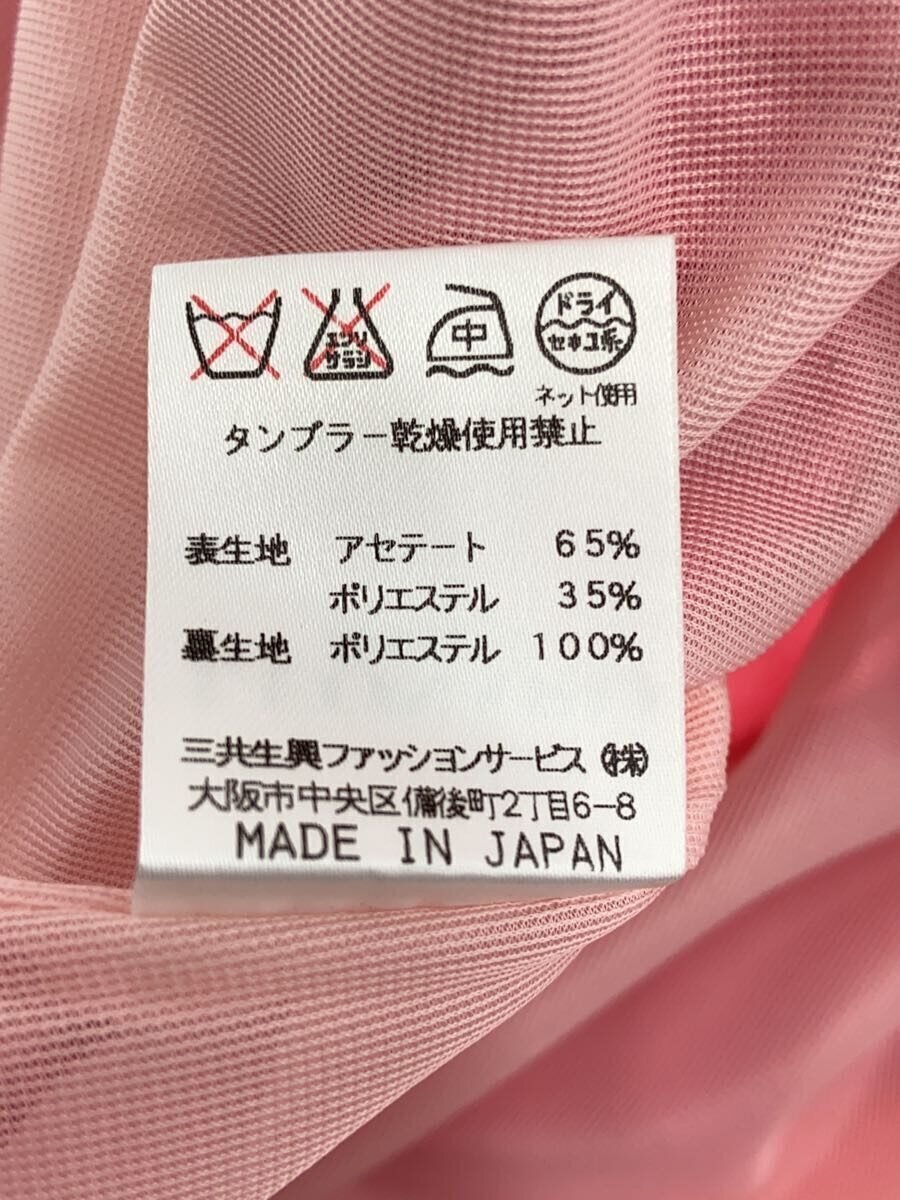 エンソサラシ
中
ドライ
セキユ系
ネット使用
タンブラー乾燥使用禁止
表生地 アセテート 65%
ポリエステル 35%
裏生地 ポリエステル 100%
三共生興ファッションサービス㈱
大阪市中央区備後町2丁目6-8
MADE IN JAPAN